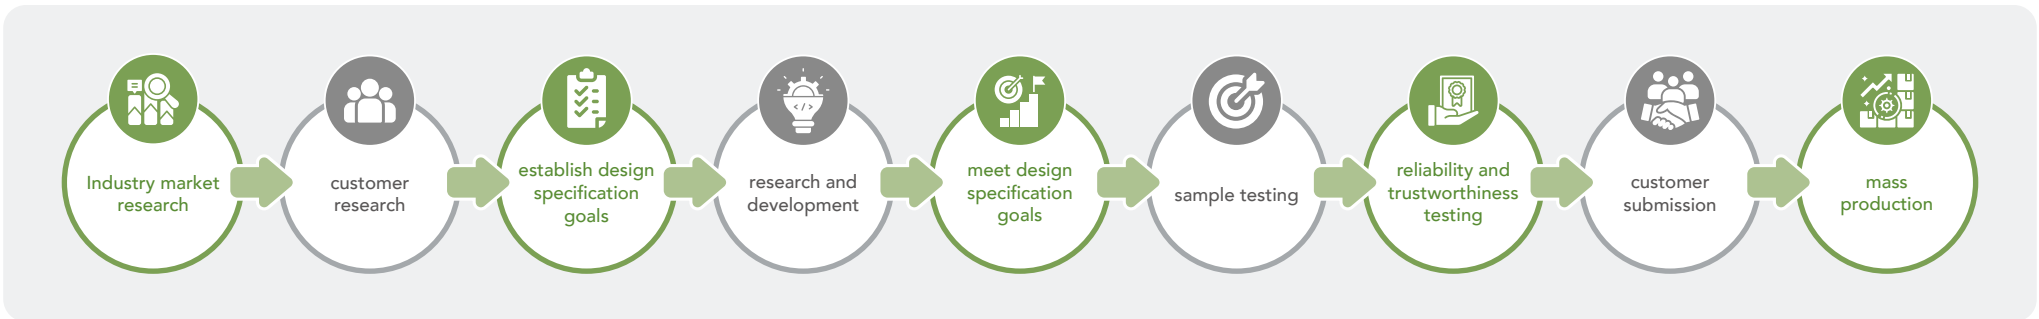 Industry market
research
customer
research
establish design
specification
goals
research and
development
meet design
specification
goals
sample testing
reliability and
trustworthiness
testing
customer
submission
mass
production